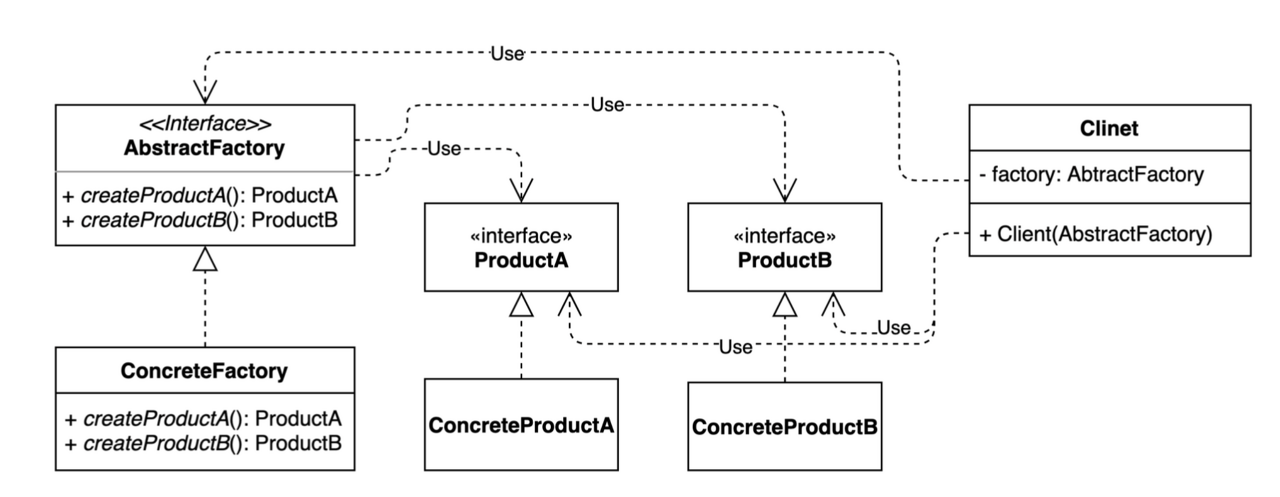 Use
<<Interface>>
AbstractFactory
+ createProductA(): ProductA
+ createProductB(): ProductB
Use
Use
«interface»
ProductA
«interface»
ProductB
Clinet
- factory: AbtractFactory
+ Client(AbstractFactory)
Use
Use
ConcreteFactory
+ createProductA(): ProductA
+ createProductB(): ProductB
ConcreteProductA
ConcreteProductB